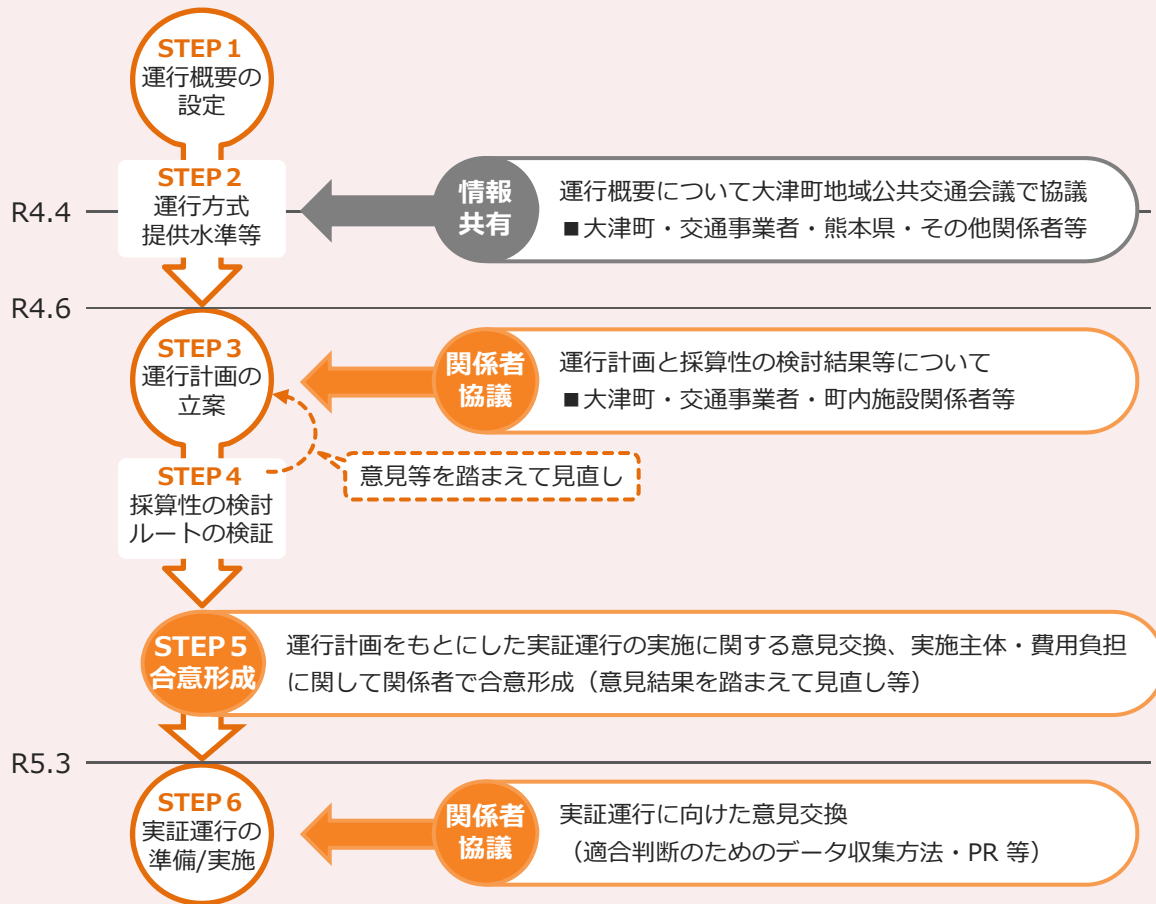 STEP 1
運行概要の
設定
STEP 2
運行方式
提供水準等
R4.4
情報
共有
運行概要について大津町地域公共交通会議で協議
■大津町・交通事業者・熊本県・その他関係者等
R4.6
STEP 3
運行計画の
立案
関係者
協議
運行計画と採算性の検討結果等について
■大津町・交通事業者・町内施設関係者等
意見等を踏まえて見直し
STEP 4
採算性の検討
ルートの検証
STEP 5
合意形成
運行計画をもとにした実証運行の実施に関する意見交換、実施主体・費用負担
に関して関係者で合意形成（意見結果を踏まえて見直し等）
R5.3
STEP 6
実証運行の
準備/実施
関係者
協議
実証運行に向けた意見交換
（適合判断のためのデータ収集方法・PR 等）